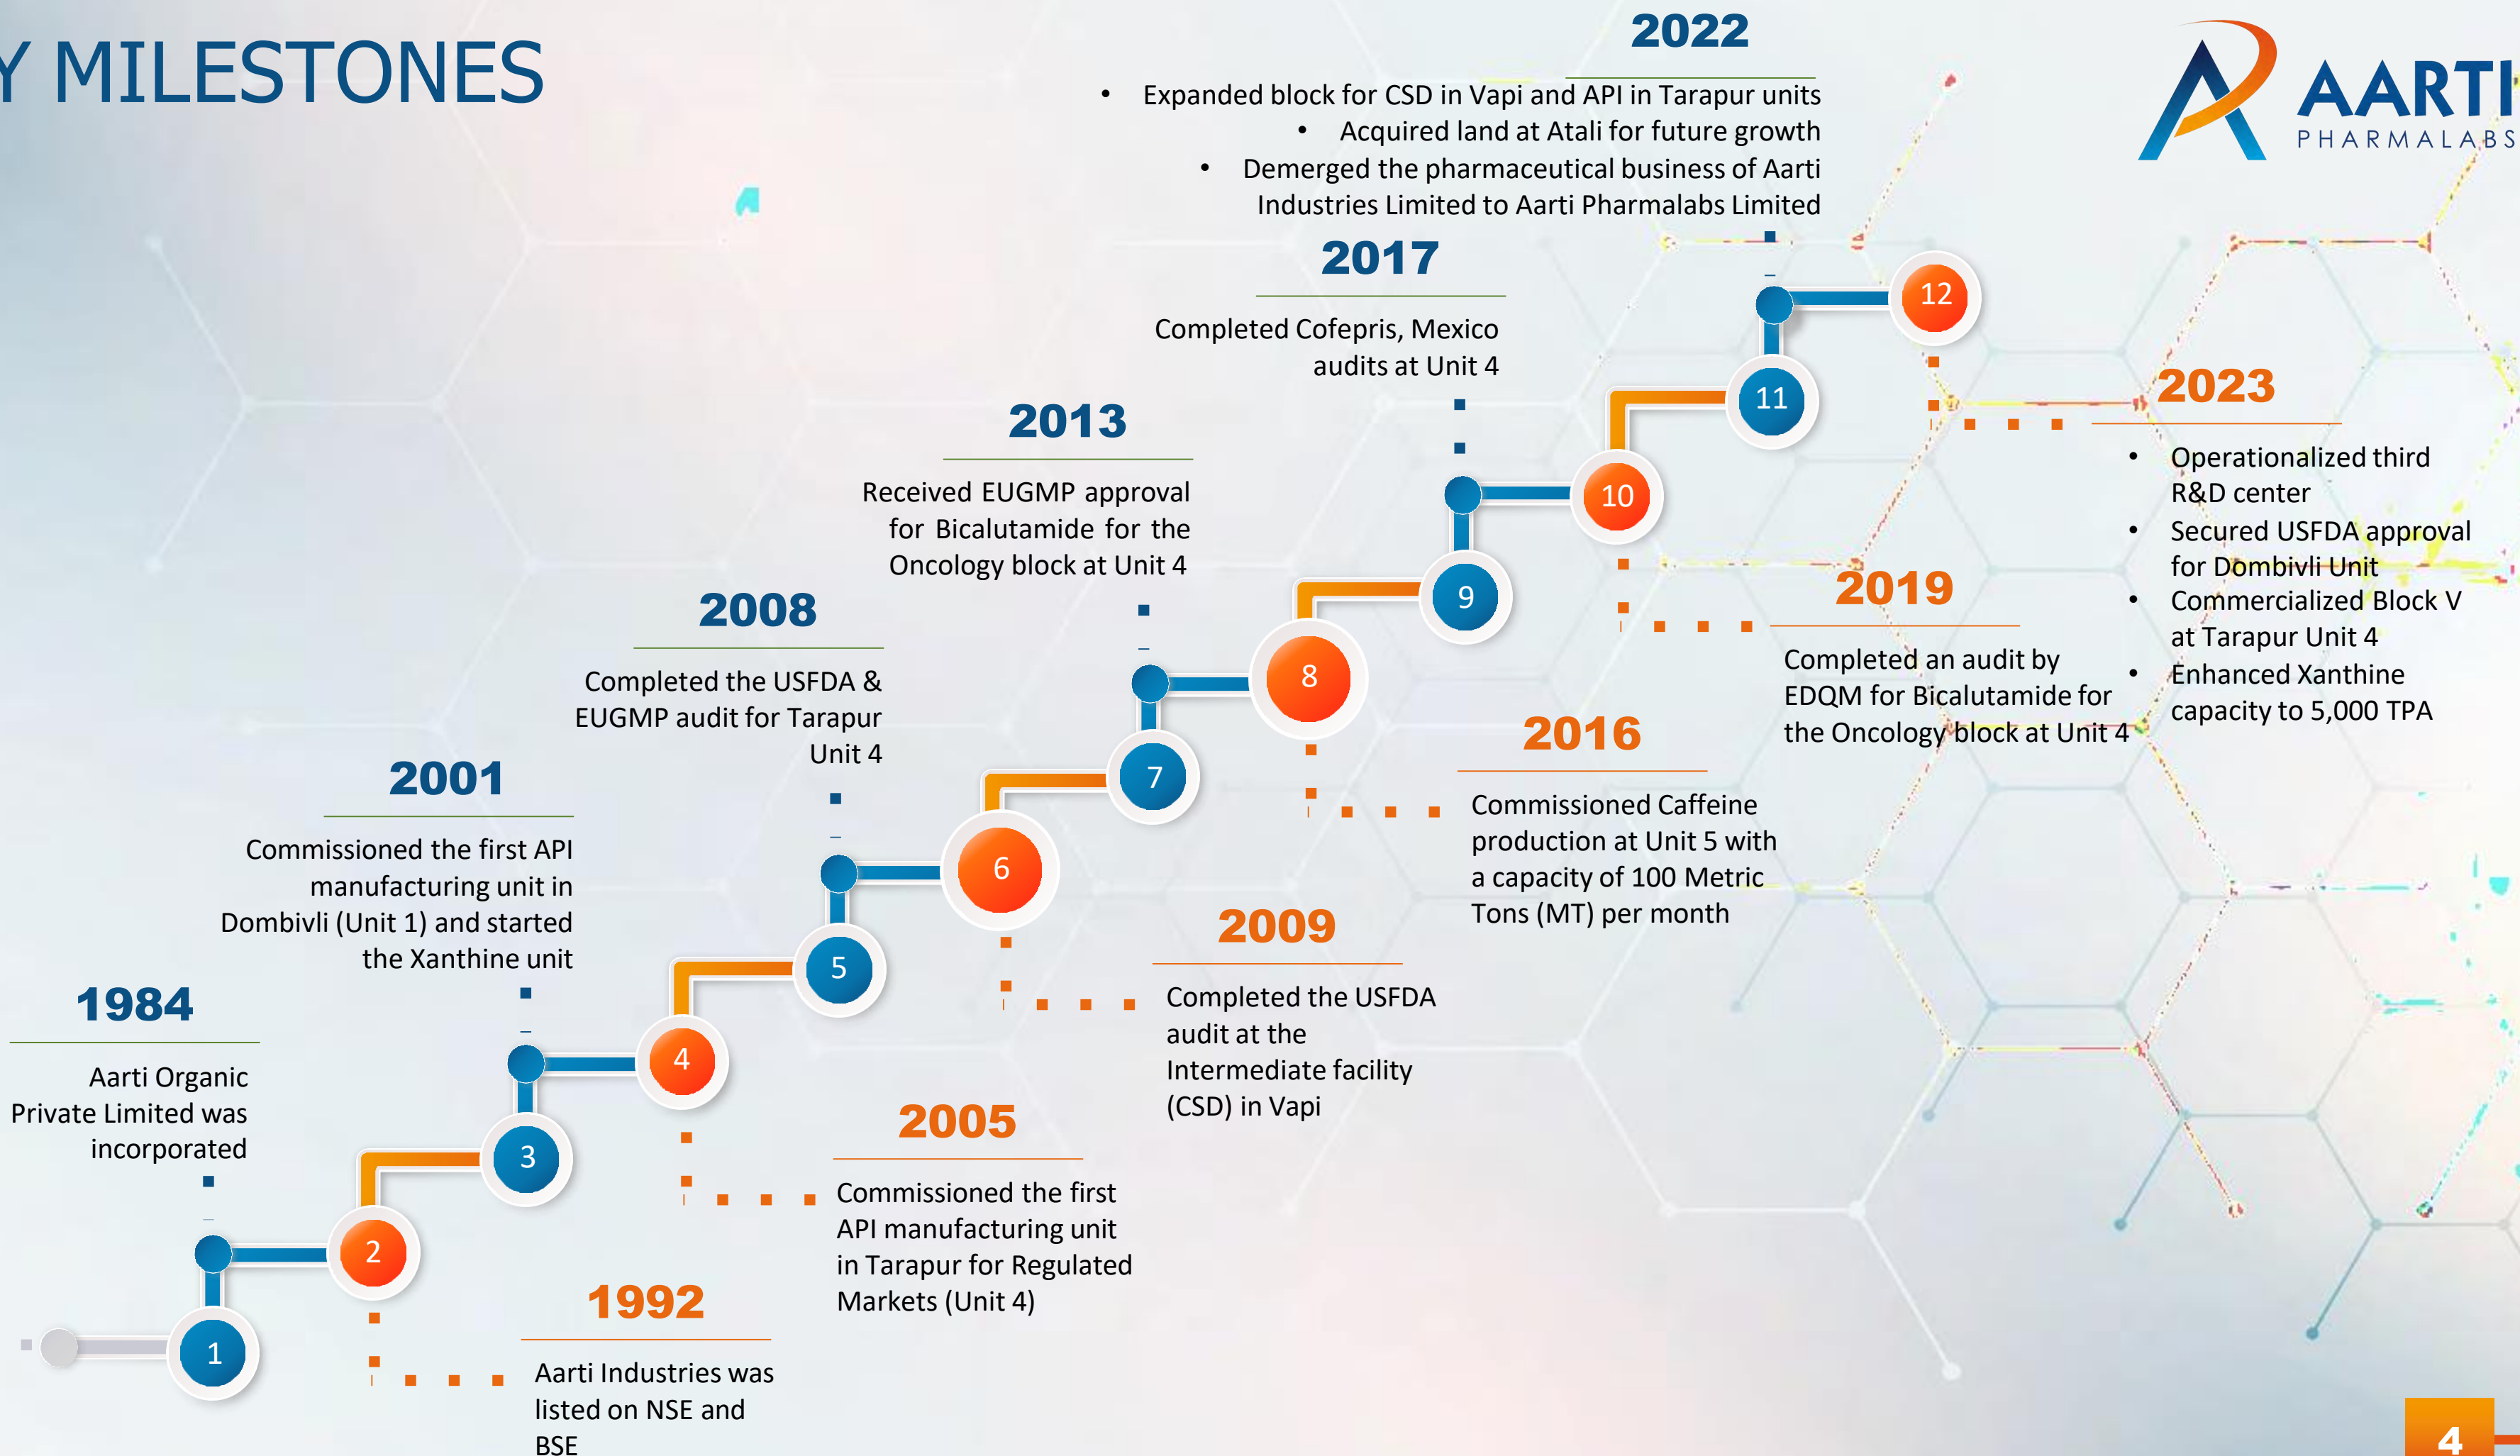 Y MILESTONES
AARTI
PHARMALABS
1
1984
Aarti Organic
Private Limited was
incorporated
2
1992
Aarti Industries was
listed on NSE and
BSE
3
2001
Commissioned the first API
manufacturing unit in
Dombivli (Unit 1) and started
the Xanthine unit
4
2005
Commissioned the first
API manufacturing unit
in Tarapur for Regulated
Markets (Unit 4)
5
2008
Completed the USFDA &
EUGMP audit for Tarapur
Unit 4
6
2009
Completed the USFDA
audit at the
Intermediate facility
(CSD) in Vapi
7
2013
Received EUGMP approval
for Bicalutamide for the
Oncology block at Unit 4
8
2016
Commissioned Caffeine
production at Unit 5 with
a capacity of 100 Metric
Tons (MT) per month
9
2017
Completed Cofepris, Mexico
audits at Unit 4
10
2019
Completed an audit by
EDQM for Bicalutamide for
the Oncology block at Unit 4
11
2022
• Expanded block for CSD in Vapi and API in Tarapur units
• Acquired land at Atali for future growth
• Demerged the pharmaceutical business of Aarti
Industries Limited to Aarti Pharmalabs Limited
12
2023
• Operationalized third
R&D center
• Secured USFDA approval
for Dombivli Unit
• Commercialized Block V
at Tarapur Unit 4
• Enhanced Xanthine
capacity to 5,000 TPA
4